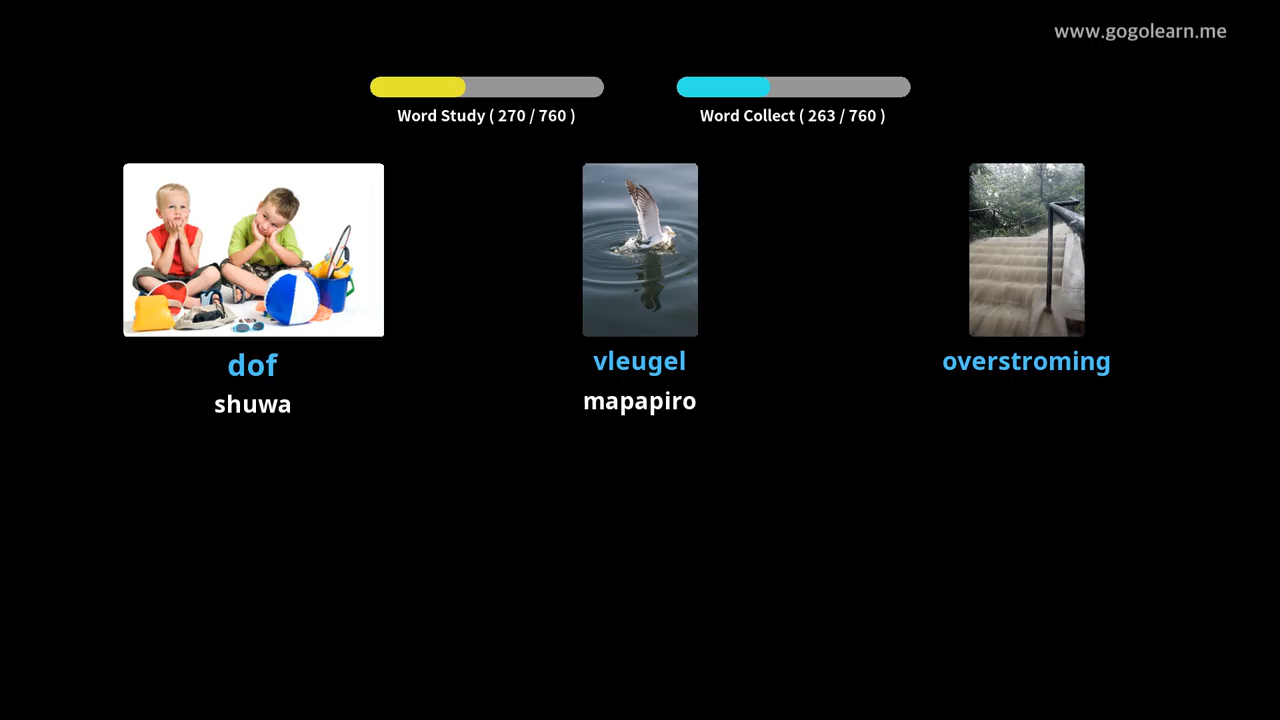 www.gogolearn.me
Word Study ( 270 / 760 )
Word Collect ( 263 / 760 )
dof
shuwa
vleugel
mapapiro
overstroming